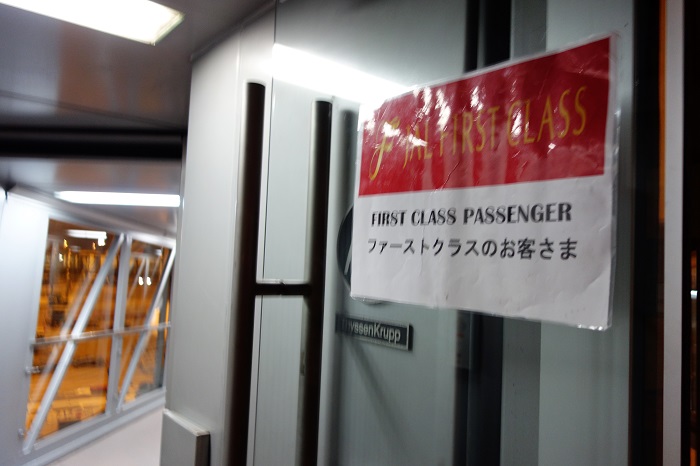 JAL FIRST CLASS
FIRST CLASS PASSENGER
ファーストクラスのお客さま
yssenKrupp